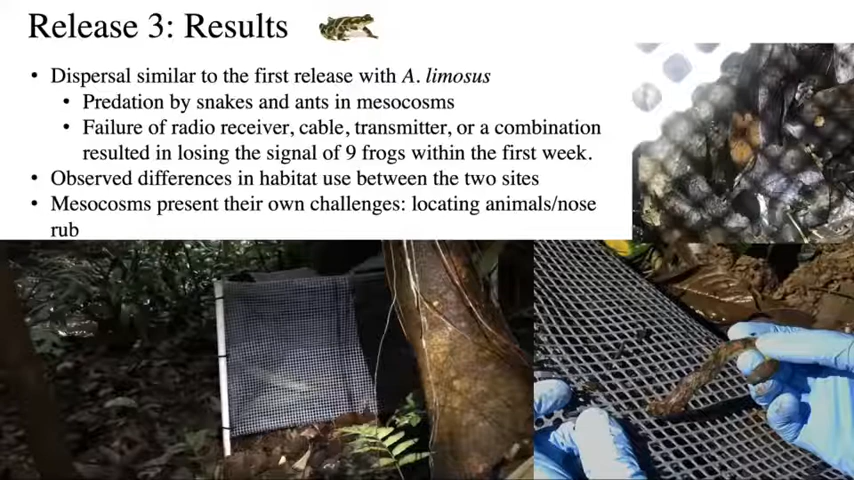 Release 3: Results
• Dispersal similar to the first release with A. limosus
• Predation by snakes and ants in mesocosms
• Failure of radio receiver, cable, transmitter, or a combination
resulted in losing the signal of 9 frogs within the first week.
• Observed differences in habitat use between the two sites
• Mesocosms present their own challenges: locating animals/nose
rub